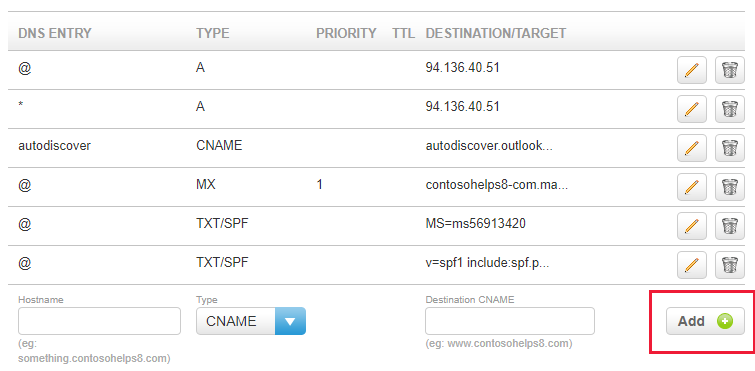 DNS ENTRY TYPE PRIORITY TTL DESTINATION/TARGET
@ A 94.136.40.51
* A 94.136.40.51
autodiscover CNAME autodiscover.outlook...
@ MX 1 contosohelps8-com.ma...
@ TXT/SPF MS=ms56913420
@ TXT/SPF v=spf1 include:spf.p...
Hostname Type Destination CNAME
CNAME Add
(eg: (eg: www.contosohelps8.com)
something.contosohelps8.com)